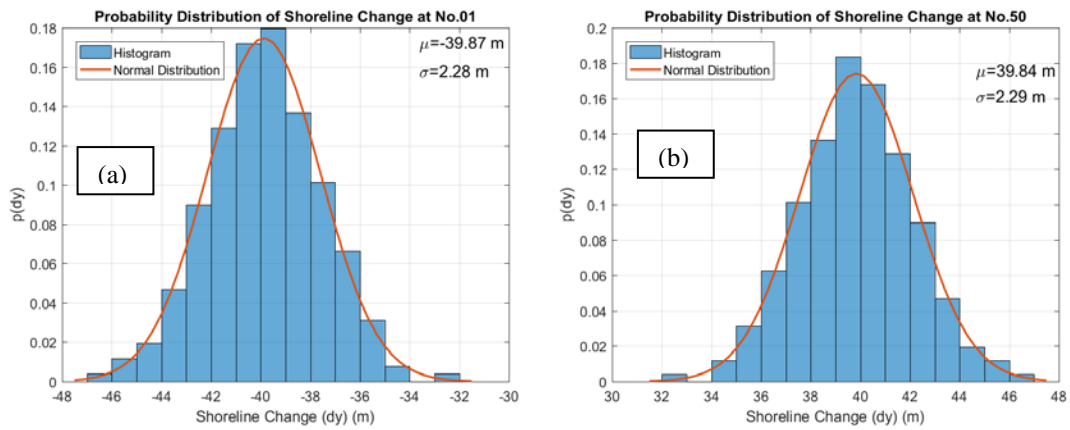 Probability Distribution of Shoreline Change at No.01
0.18
0.16
0.14
0.12
0.1
0.08
0.06
0.04
0.02
0
p(dy)
Histogram
Normal Distribution
μ=-39.87 m
σ=2.28 m
(a)
-48 -46 -44 -42 -40 -38 -36 -34 -32 -30
Shoreline Change (dy) (m)
Probability Distribution of Shoreline Change at No.50
0.2
0.18
0.16
0.14
0.12
0.1
0.08
0.06
0.04
0.02
0
p(dy)
Histogram
Normal Distribution
μ=39.84 m
σ=2.29 m
(b)
30 32 34 36 38 40 42 44 46 48
Shoreline Change (dy) (m)